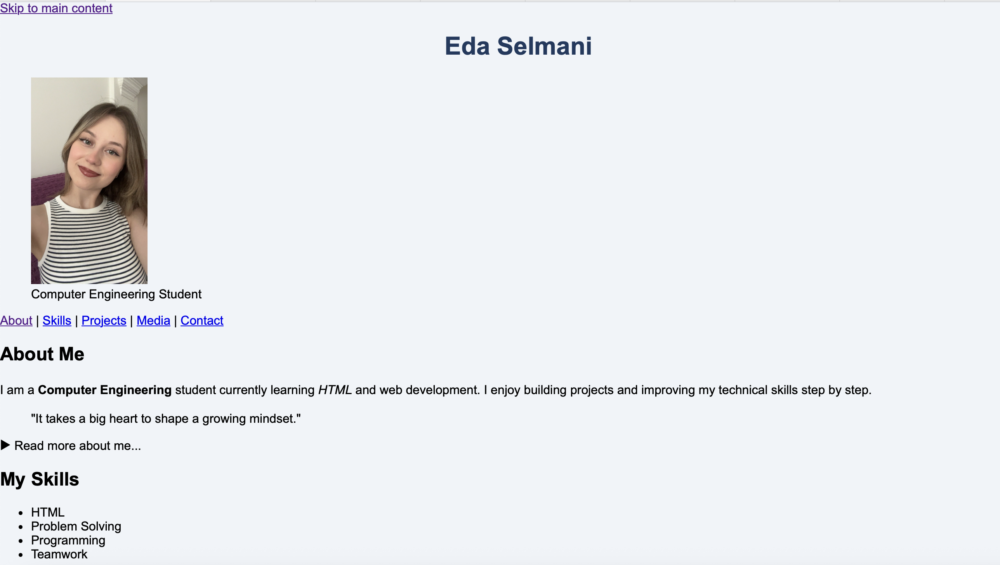 Skip to main content
Eda Selmani
Computer Engineering Student
About | Skills | Projects | Media | Contact
About Me
I am a Computer Engineering student currently learning HTML and web development. I enjoy building projects and improving my technical skills step by step.
"It takes a big heart to shape a growing mindset."
Read more about me...
My Skills
HTML
Problem Solving
Programming
Teamwork